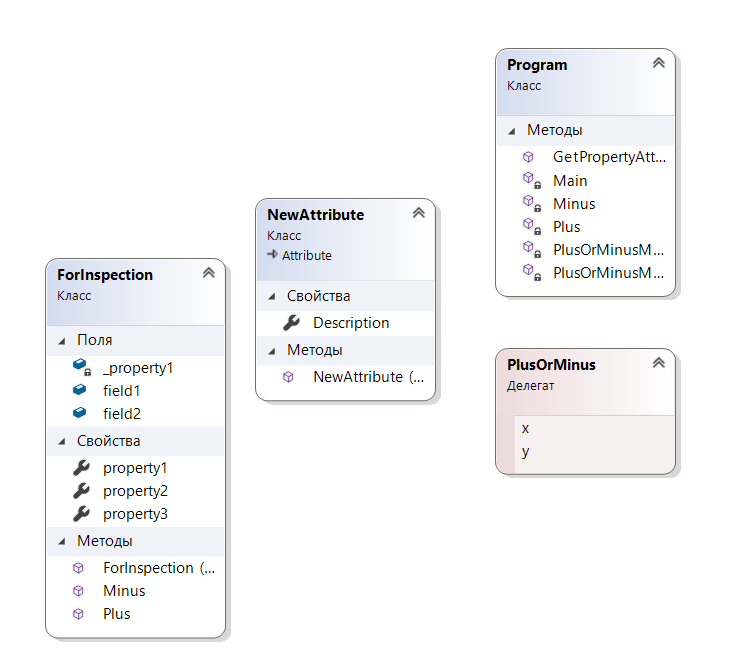 ForInspection
Класс
Поля
_property1
field1
field2
Свойства
property1
property2
property3
Методы
ForInspection (...
Minus
Plus
NewAttribute
Класс
Attribute
Свойства
Description
Методы
NewAttribute (...
Program
Класс
Методы
GetPropertyAtt...
Main
Minus
Plus
PlusOrMinusM...
PlusOrMinusM...
PlusOrMinus
Делегат
x
y